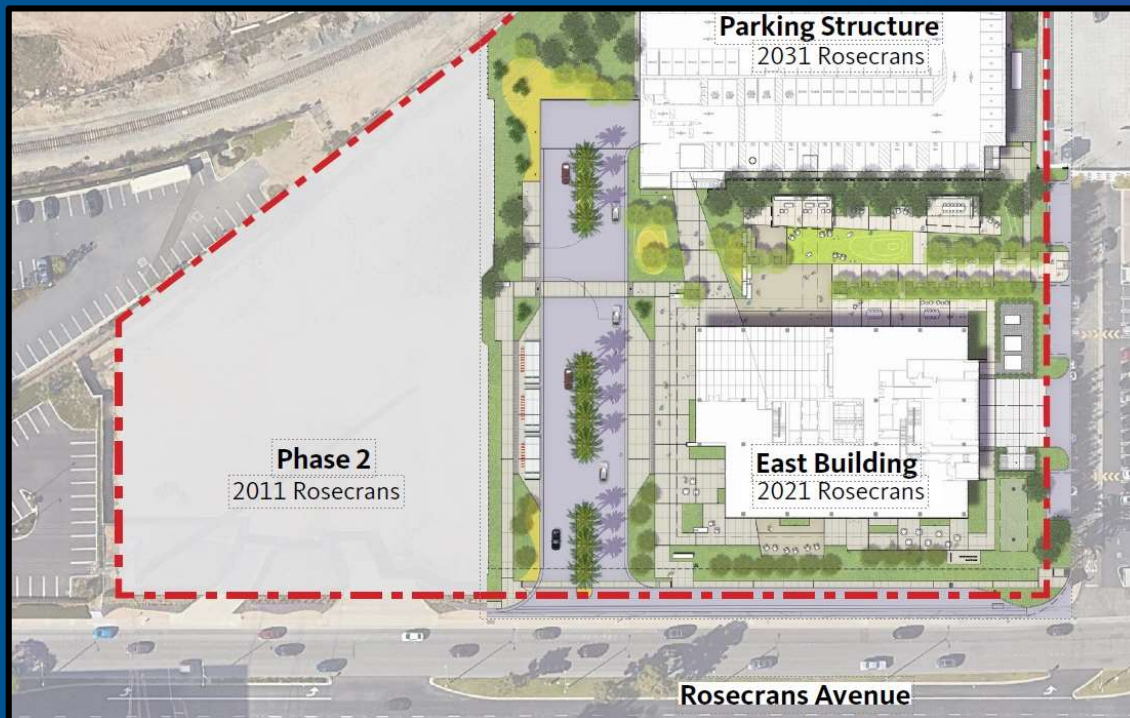 Parking Structure
2031 Rosecrans
Phase 2
2011 Rosecrans
East Building
2021 Rosecrans
Rosecrans Avenue